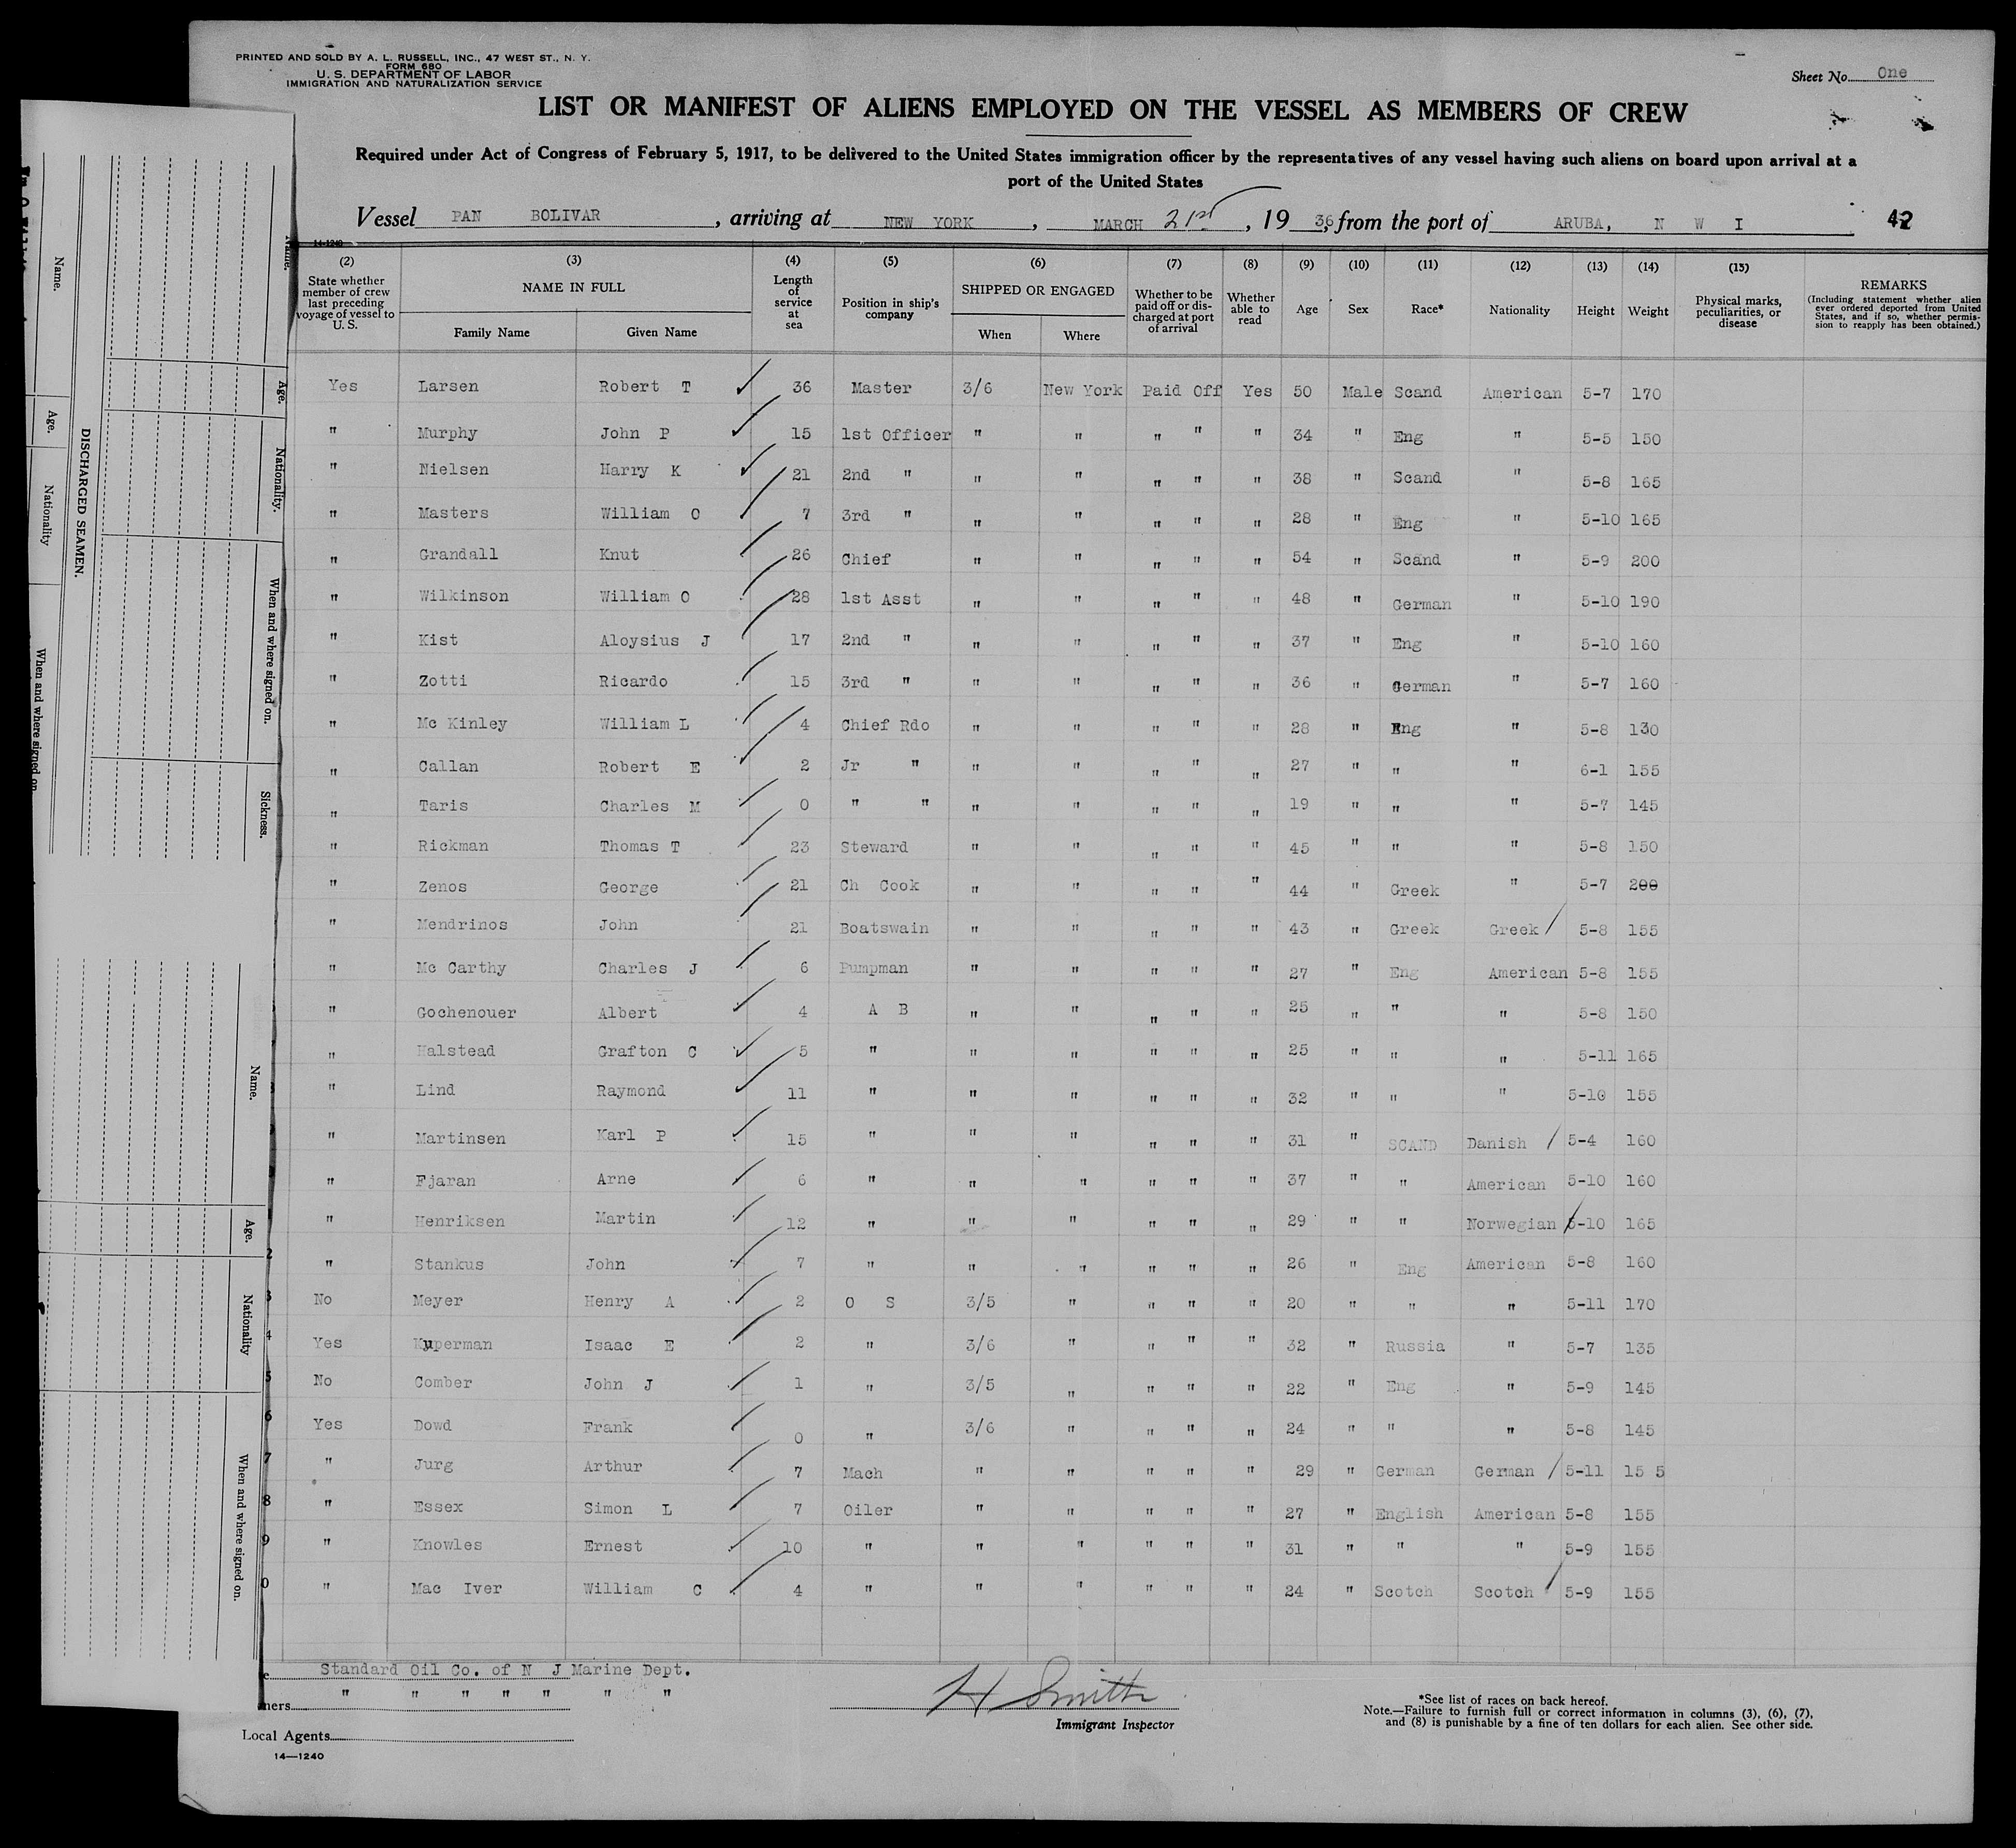 PRINTED AND SOLD BY A. L. RUSSELL, INC., 47 WEST ST., N. Y.
FORM 680
U. S. DEPARTMENT OF LABOR
IMMIGRATION AND NATURALIZATION SERVICE
Sheet No. One
LIST OR MANIFEST OF ALIENS EMPLOYED ON THE VESSEL AS MEMBERS OF CREW
Required under Act of Congress of February 5, 1917, to be delivered to the United States immigration officer by the representatives of any vessel having such aliens on board upon arrival at a
port of the United States
Vessel PAN BOLIVAR, arriving at NEW YORK, MARCH 21st, 19 36, from the port of ARUBA, N W I 42
14-1240
(2) (3) (4) (5) (6) (7) (8) (9) (10) (11) (12) (13) (14) (15)
State whether member of crew last preceding voyage of vessel to U. S.
NAME IN FULL
Family Name Given Name
Length of service at sea
Position in ship's company
SHIPPED OR ENGAGED
When Where
Whether to be paid off or discharged at port of arrival
Whether able to read
Age
Sex
Race*
Nationality
Height
Weight
Physical marks, peculiarities, or disease
REMARKS
(Including statement whether alien ever ordered deported from United States, and if so, whether permission to reapply has been obtained.)
Yes Larsen Robert T 36 Master 3/6 New York Paid Off Yes 50 Male Scand American 5-7 170
" Murphy John P 15 1st Officer " " " " " 34 " Eng " 5-5 150
" Nielsen Harry K 21 2nd " " " " " " 38 " Scand " 5-8 165
" Masters William O 7 3rd " " " " " " 28 " Eng " 5-10 165
" Grandall Knut 26 Chief " " " " " 54 " Scand " 5-9 200
" Wilkinson William O 28 1st Asst " " " " " 48 " German " 5-10 190
" Kist Aloysius J 17 2nd " " " " " " 37 " Eng " 5-10 160
" Zotti Ricardo 15 3rd " " " " " " 36 " German " 5-7 160
" Mc Kinley William L 4 Chief Rdo " " " " " 28 " Eng " 5-8 130
" Callan Robert E 2 Jr " " " " " " 27 " " " 6-1 155
" Taris Charles M 0 " " " " " " " 19 " " " 5-7 145
" Rickman Thomas T 23 Steward " " " " " 45 " " " 5-8 150
" Zenos George 21 Ch Cook " " " " " 44 " Greek " 5-7 200
" Mendrinos John 21 Boatswain " " " " " 43 " Greek Greek 5-8 155
" Mc Carthy Charles J 6 Pumpman " " " " " 27 " Eng American 5-8 155
" Gochenouer Albert 4 A B " " " " " 25 " " " 5-8 150
" Halstead Grafton C 5 " " " " " " 25 " " " 5-11 165
" Lind Raymond 11 " " " " " " 32 " " " 5-10 155
" Martinsen Karl P 15 " " " " " " 31 " SCAND Danish 5-4 160
" Fjaran Arne 6 " " " " " " 37 " " American 5-10 160
" Henriksen Martin 12 " " " " " " 29 " " Norwegian 5-10 165
" Stankus John 7 " " " " " " 26 " Eng American 5-8 160
No Meyer Henry A 2 O S 3/5 " " " " 20 " " " 5-11 170
Yes Kuperman Isaac E 2 " 3/6 " " " " 32 " Russia " 5-7 135
No Comber John J 1 " 3/5 " " " " 22 " Eng " 5-9 145
Yes Dowd Frank 0 " 3/6 " " " " 24 " " " 5-8 145
" Jurg Arthur 7 Mach " " " " " 29 " German German 5-11 15 5
" Essex Simon L 7 Oiler " " " " " 27 " English American 5-8 155
" Knowles Ernest 10 " " " " " " 31 " " " 5-9 155
" Mac Iver William C 4 " " " " " " 24 " Scotch Scotch 5-9 155
Standard Oil Co. of N J Marine Dept.
" " " " " " "
Local Agents
14—1240
H Smith
Immigrant Inspector
*See list of races on back hereof.
Note.—Failure to furnish full or correct information in columns (3), (6), (7),
and (8) is punishable by a fine of ten dollars for each alien. See other side.
DISCHARGED SEAMEN.
Name. Age. Nationality When and where signed on
Name. Age. Nationality. When and where signed on. Sickness.
Name. Age. Nationality When and where signed on.